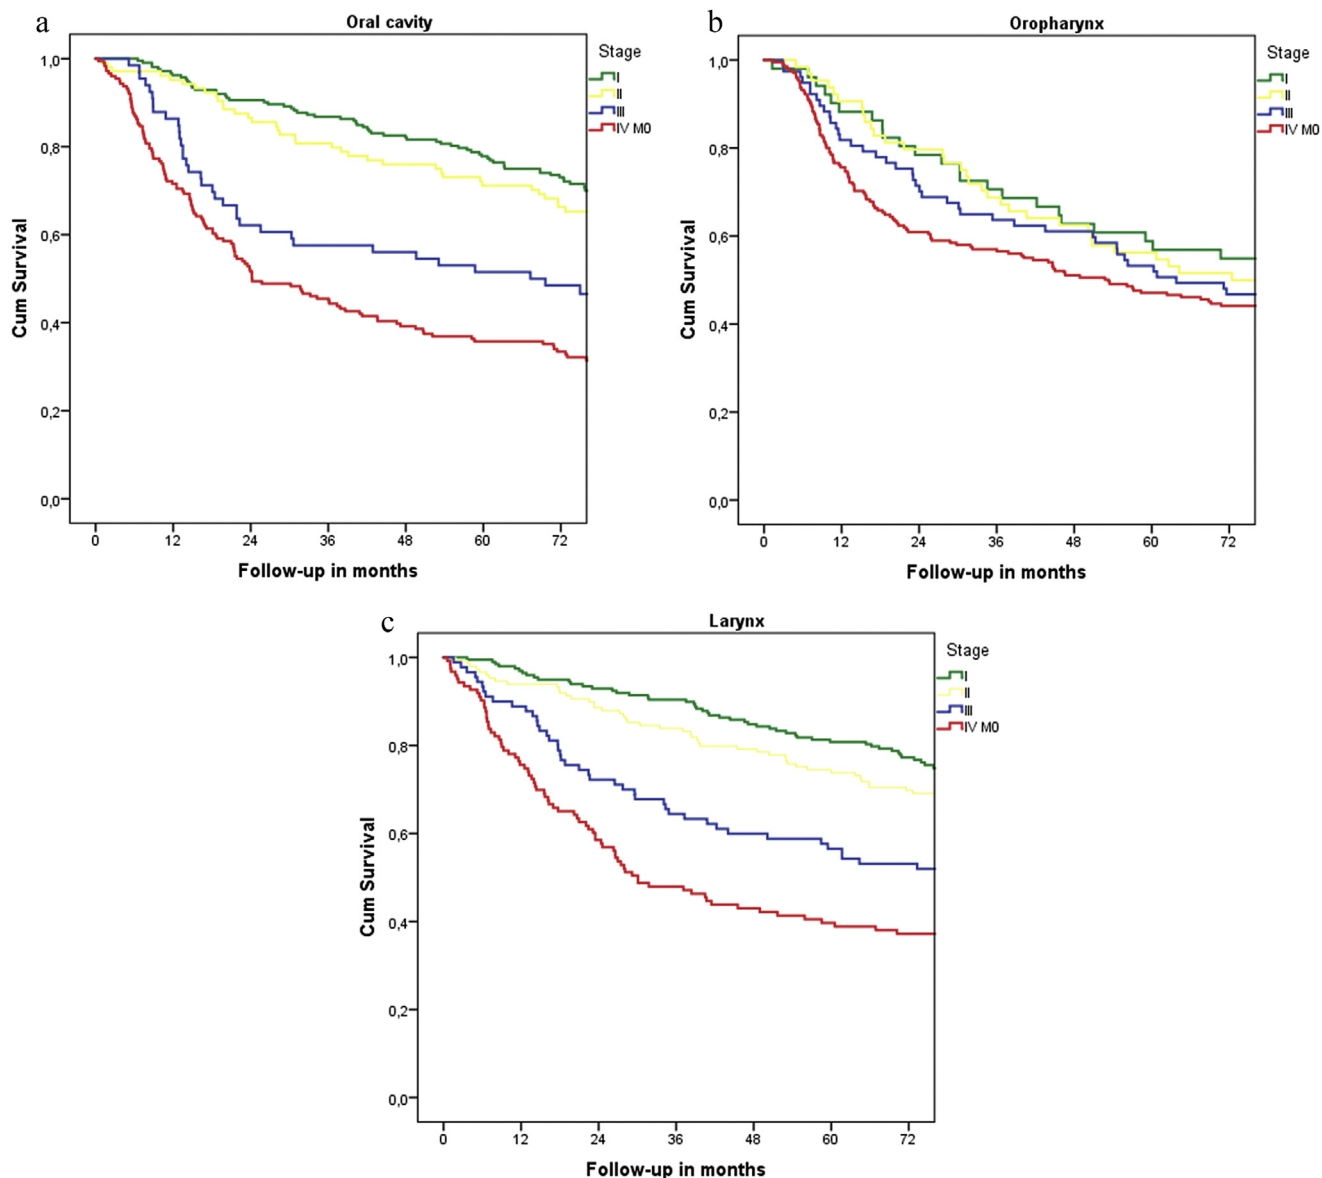 a
Oral cavity
Stage
I
II
III
IV M0
1,0
0,8
0,6
0,4
0,2
0,0
Cum Survival
0 12 24 36 48 60 72
Follow-up in months
b
Oropharynx
Stage
I
II
III
IV M0
1,0
0,8
0,6
0,4
0,2
0,0
Cum Survival
0 12 24 36 48 60 72
Follow-up in months
c
Larynx
Stage
I
II
III
IV M0
1,0
0,8
0,6
0,4
0,2
0,0
Cum Survival
0 12 24 36 48 60 72
Follow-up in months